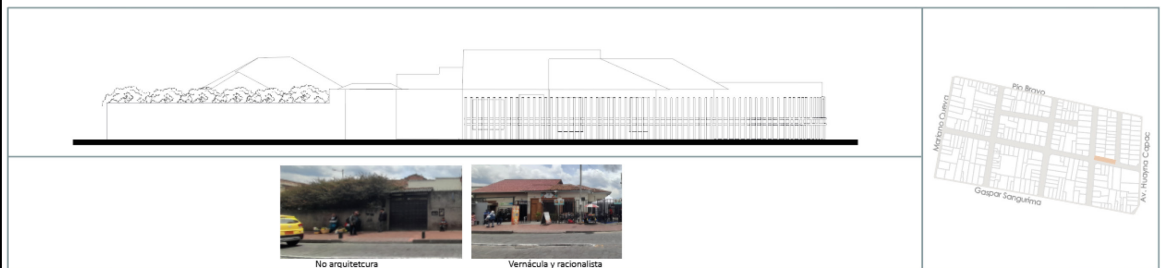 Pío Bravo
Mariano Cueva
Av. Huayna Capac
Gaspar Sangurima
No arquitetcura
Vernácula y racionalista